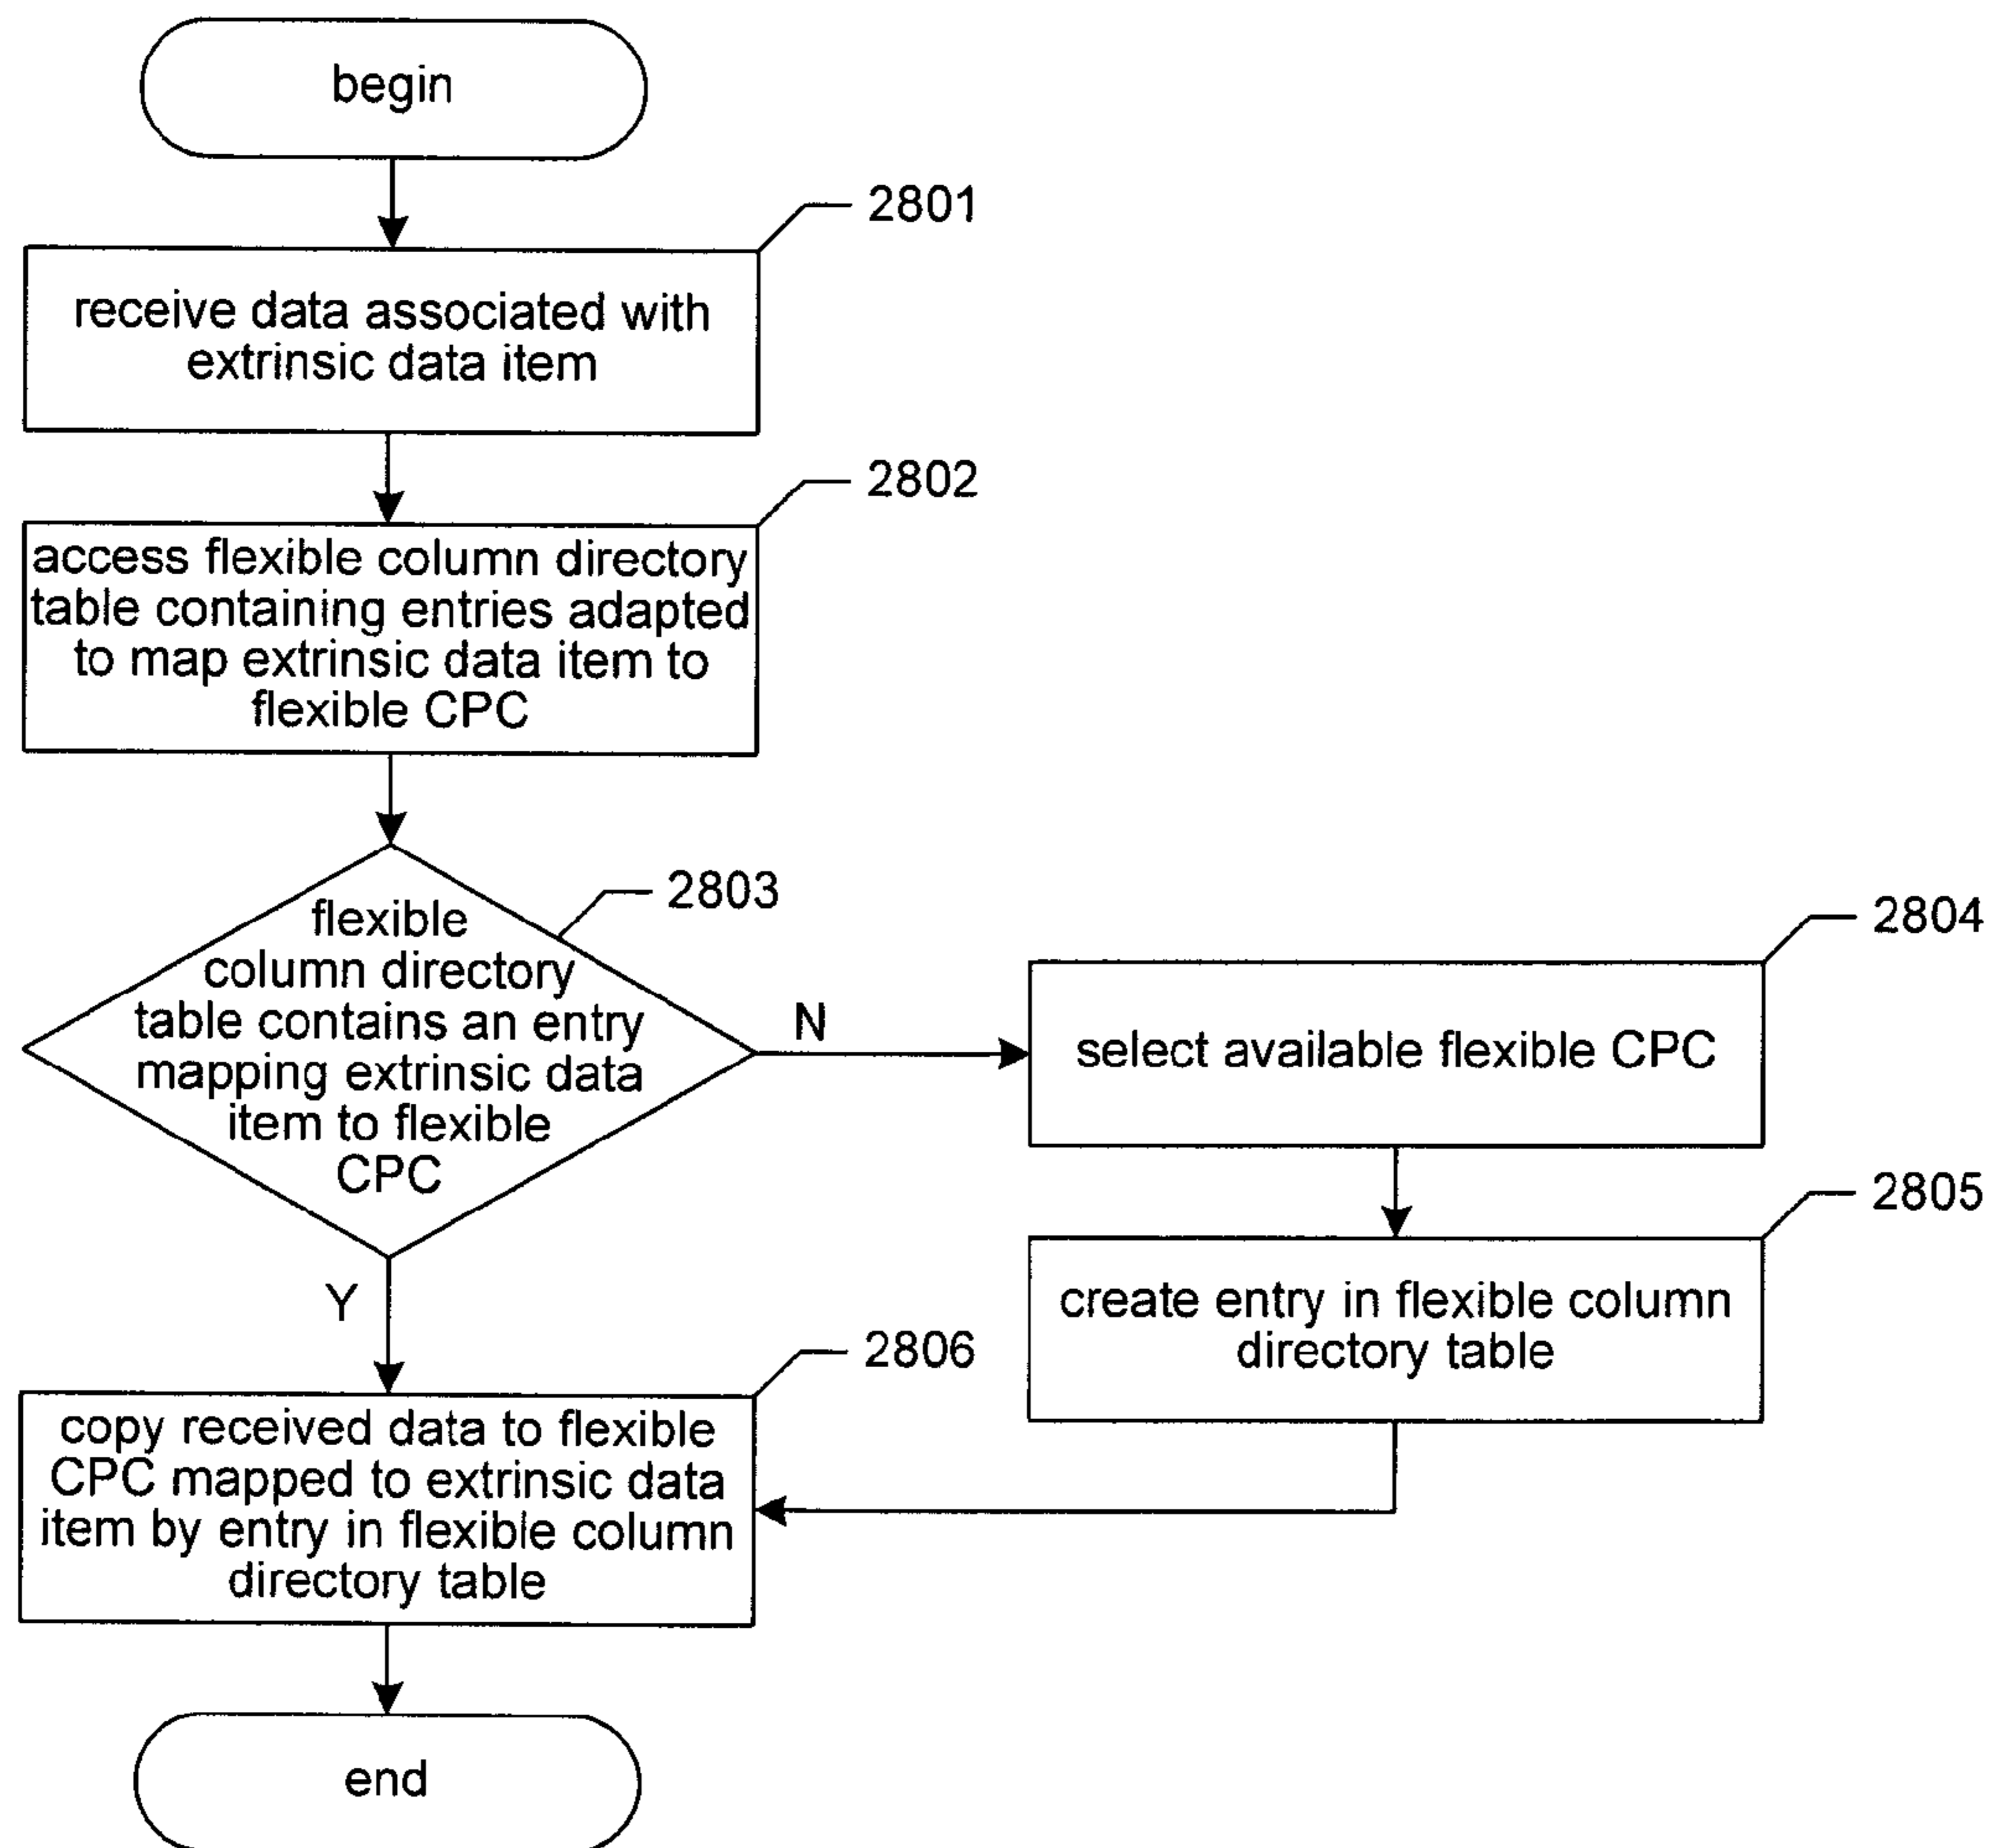 begin
2801
receive data associated with
extrinsic data item
2802
access flexible column directory
table containing entries adapted
to map extrinsic data item to
flexible CPC
2803
flexible
column directory
table contains an entry
mapping extrinsic data
item to flexible
CPC
N
2804
select available flexible CPC
2805
create entry in flexible column
directory table
Y
2806
copy received data to flexible
CPC mapped to extrinsic data
item by entry in flexible column
directory table
end